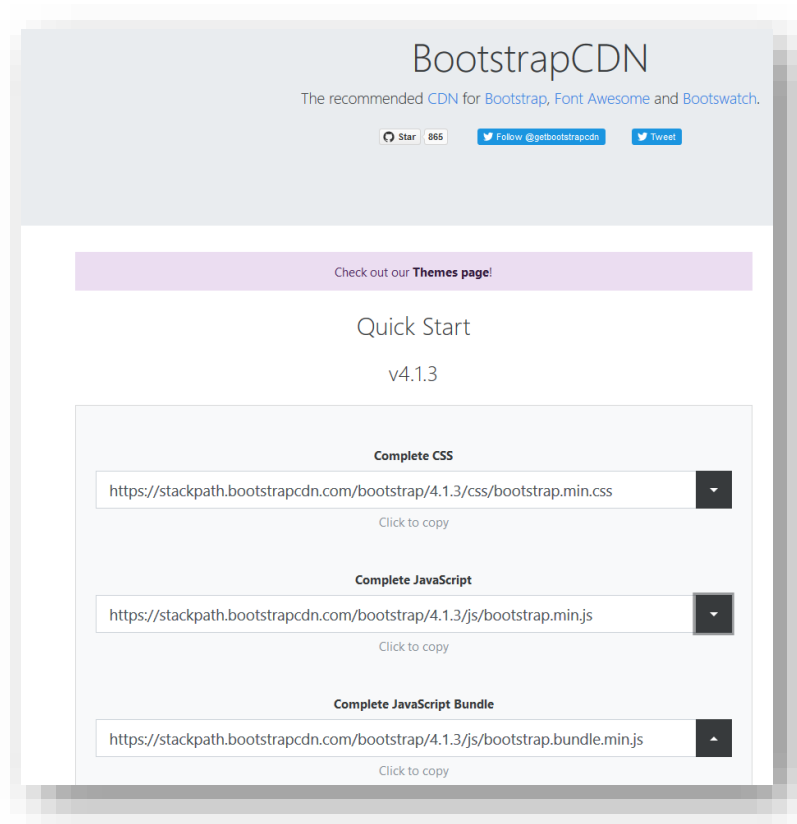 BootstrapCDN
The recommended CDN for Bootstrap, Font Awesome and Bootswatch.
Star 865 Follow @getbootstrapcdn Tweet
Check out our Themes page!
Quick Start
v4.1.3
Complete CSS
https://stackpath.bootstrapcdn.com/bootstrap/4.1.3/css/bootstrap.min.css
Click to copy
Complete JavaScript
https://stackpath.bootstrapcdn.com/bootstrap/4.1.3/js/bootstrap.min.js
Click to copy
Complete JavaScript Bundle
https://stackpath.bootstrapcdn.com/bootstrap/4.1.3/js/bootstrap.bundle.min.js
Click to copy